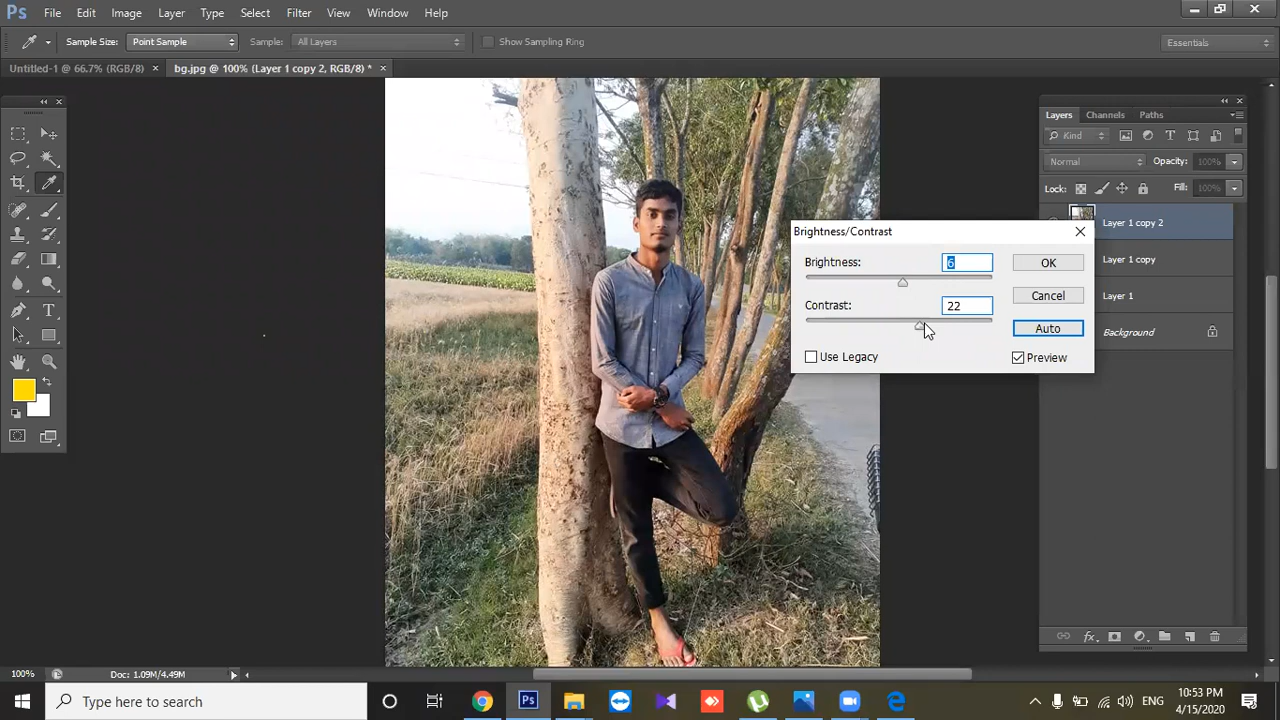 Ps File Edit Image Layer Type Select Filter View Window Help
Sample Size: Point Sample Sample: All Layers Show Sampling Ring Essentials
Untitled-1 @ 66.7% (RGB/8) × bg.jpg @ 100% (Layer 1 copy 2, RGB/8) * ×
Layers Channels Paths
Kind
Normal Opacity: 100%
Lock: Fill: 100%
Layer 1 copy 2
Layer 1 copy
Layer 1
Background
Brightness/Contrast
Brightness: 6 OK
Contrast: 22 Cancel
Auto
Use Legacy Preview
100% Doc: 1.09M/4.49M
Type here to search
Ps
ENG
10:53 PM
4/15/2020